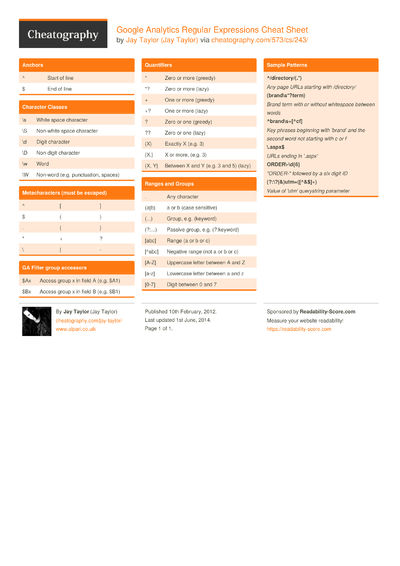 Cheatography
Google Analytics Regular Expressions Cheat Sheet
by Jay Taylor (Jay Taylor) via cheatography.com/573/cs/243/
Anchors
^ Start of line
$ End of line
Character Classes
\s White space character
\S Non-white space character
\d Digit character
\D Non-digit character
\w Word
\W Non-word (e.g. punctuation, spaces)
Metacharacters (must be escaped)
^ [ ]
$ { }
. ( )
* + ?
\ | -
GA Filter group accessors
$Ax Access group x in field A (e.g. $A1)
$Bx Access group x in field B (e.g. $B1)
Quantifiers
* Zero or more (greedy)
*? Zero or more (lazy)
+ One or more (greedy)
+? One or more (lazy)
? Zero or one (greedy)
?? Zero or one (lazy)
{X} Exactly X (e.g. 3)
{X,} X or more, (e.g. 3)
{X, Y} Between X and Y (e.g. 3 and 5) (lazy)
Ranges and Groups
. Any character
(a|b) a or b (case sensitive)
(...) Group, e.g. (keyword)
(?:...) Passive group, e.g. (?:keyword)
[abc] Range (a or b or c)
[^abc] Negative range (not a or b or c)
[A-Z] Uppercase letter between A and Z
[a-z] Lowercase letter between a and z
[0-7] Digit between 0 and 7
Sample Patterns
^/directory/(.*)
Any page URLs starting with /directory/
(brand\s*?term)
Brand term with or without whitespace between
words
^brand\s+[^cf]
Key phrases beginning with 'brand' and the
second word not starting with c or f
\.aspx$
URLs ending in '.aspx'
ORDER\-\d{6}
"ORDER-" followed by a six digit ID
Value of 'utm' querystring parameter
By Jay Taylor (Jay Taylor)
cheatography.com/jay-taylor/
www.alpari.co.uk
Published 10th February, 2012.
Last updated 1st June, 2014.
Page 1 of 1.
Sponsored by Readability-Score.com
Measure your website readability!
https://readability-score.com